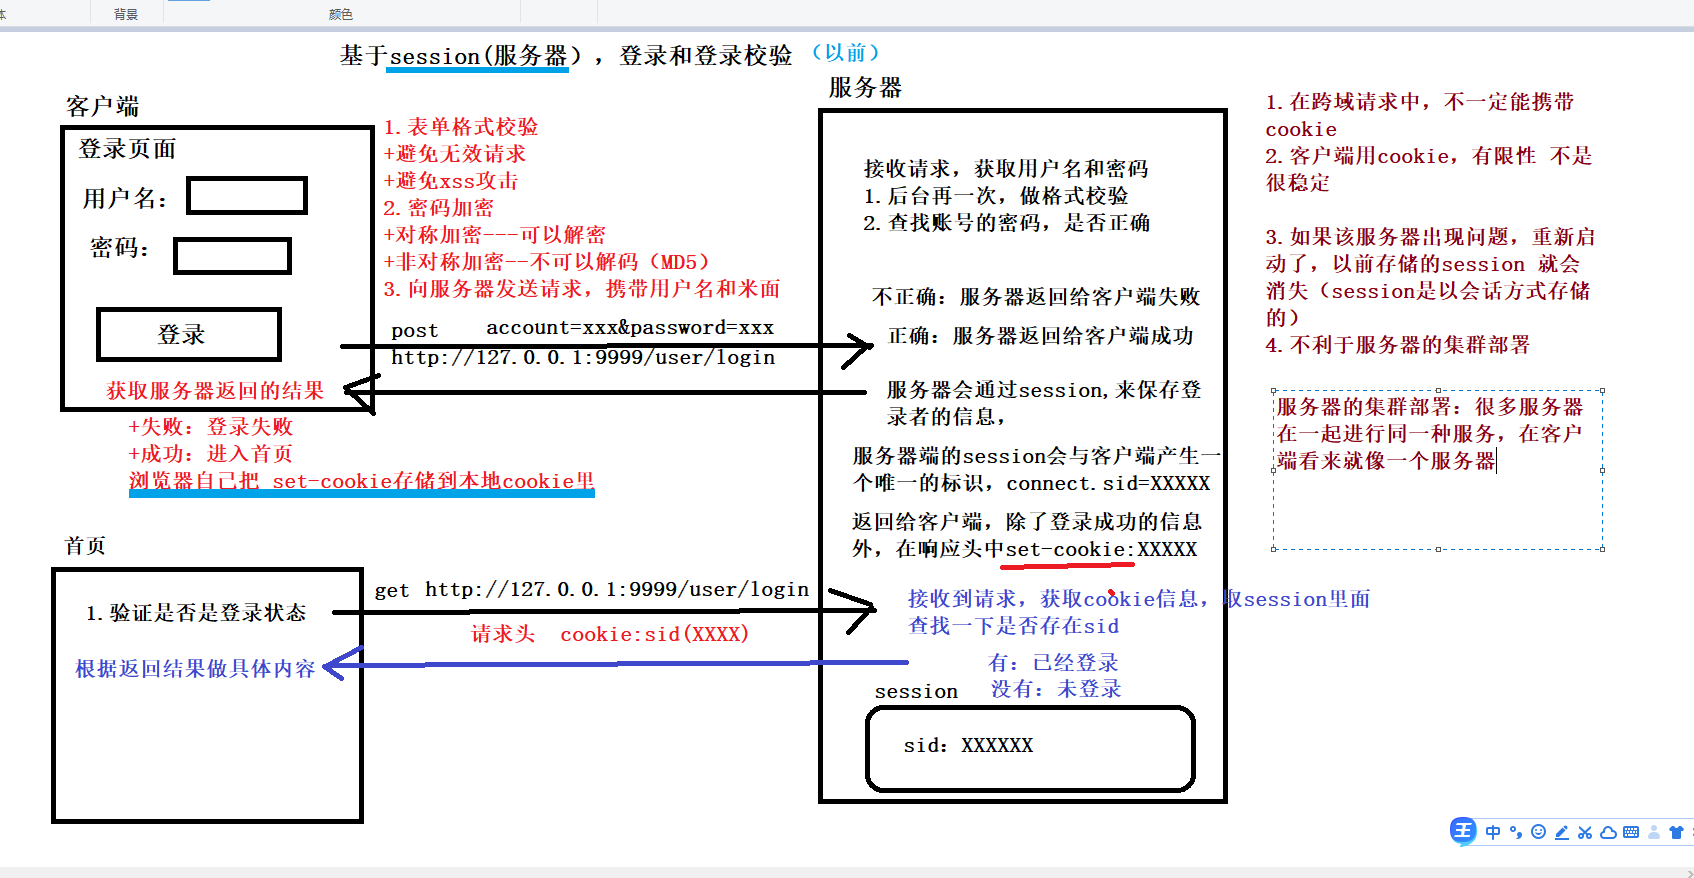 体
背景
颜色
基于session(服务器），登录和登录校验 （以前）
客户端
登录页面
用户名：
密码：
登录
获取服务器返回的结果
+失败：登录失败
+成功：进入首页
浏览器自己把 set-cookie存储到本地cookie里
1.表单格式校验
+避免无效请求
+避免xss攻击
2.密码加密
+对称加密---可以解密
+非对称加密--不可以解码（MD5）
3.向服务器发送请求，携带用户名和米面
post account=xxx&password=xxx
http://127.0.0.1:9999/user/login
服务器
接收请求，获取用户名和密码
1.后台再一次，做格式校验
2.查找账号的密码，是否正确
不正确：服务器返回给客户端失败
正确：服务器返回给客户端成功
服务器会通过session,来保存登
录者的信息，
服务器端的session会与客户端产生一
个唯一的标识，connect.sid=XXXXX
返回给客户端，除了登录成功的信息
外，在响应头中set-cookie:XXXXX
首页
1.验证是否是登录状态
根据返回结果做具体内容
get http://127.0.0.1:9999/user/login
请求头 cookie:sid(XXXX)
接收到请求，获取cookie信息，取session里面
查找一下是否存在sid
有：已经登录
没有：未登录
session
sid：XXXXXX
1.在跨域请求中，不一定能携带
cookie
2.客户端用cookie，有限性 不是
很稳定
3.如果该服务器出现问题，重新启
动了，以前存储的session 就会
消失（session是以会话方式存储
的）
4.不利于服务器的集群部署
服务器的集群部署：很多服务器
在一起进行同一种服务，在客户
端看来就像一个服务器
王 中